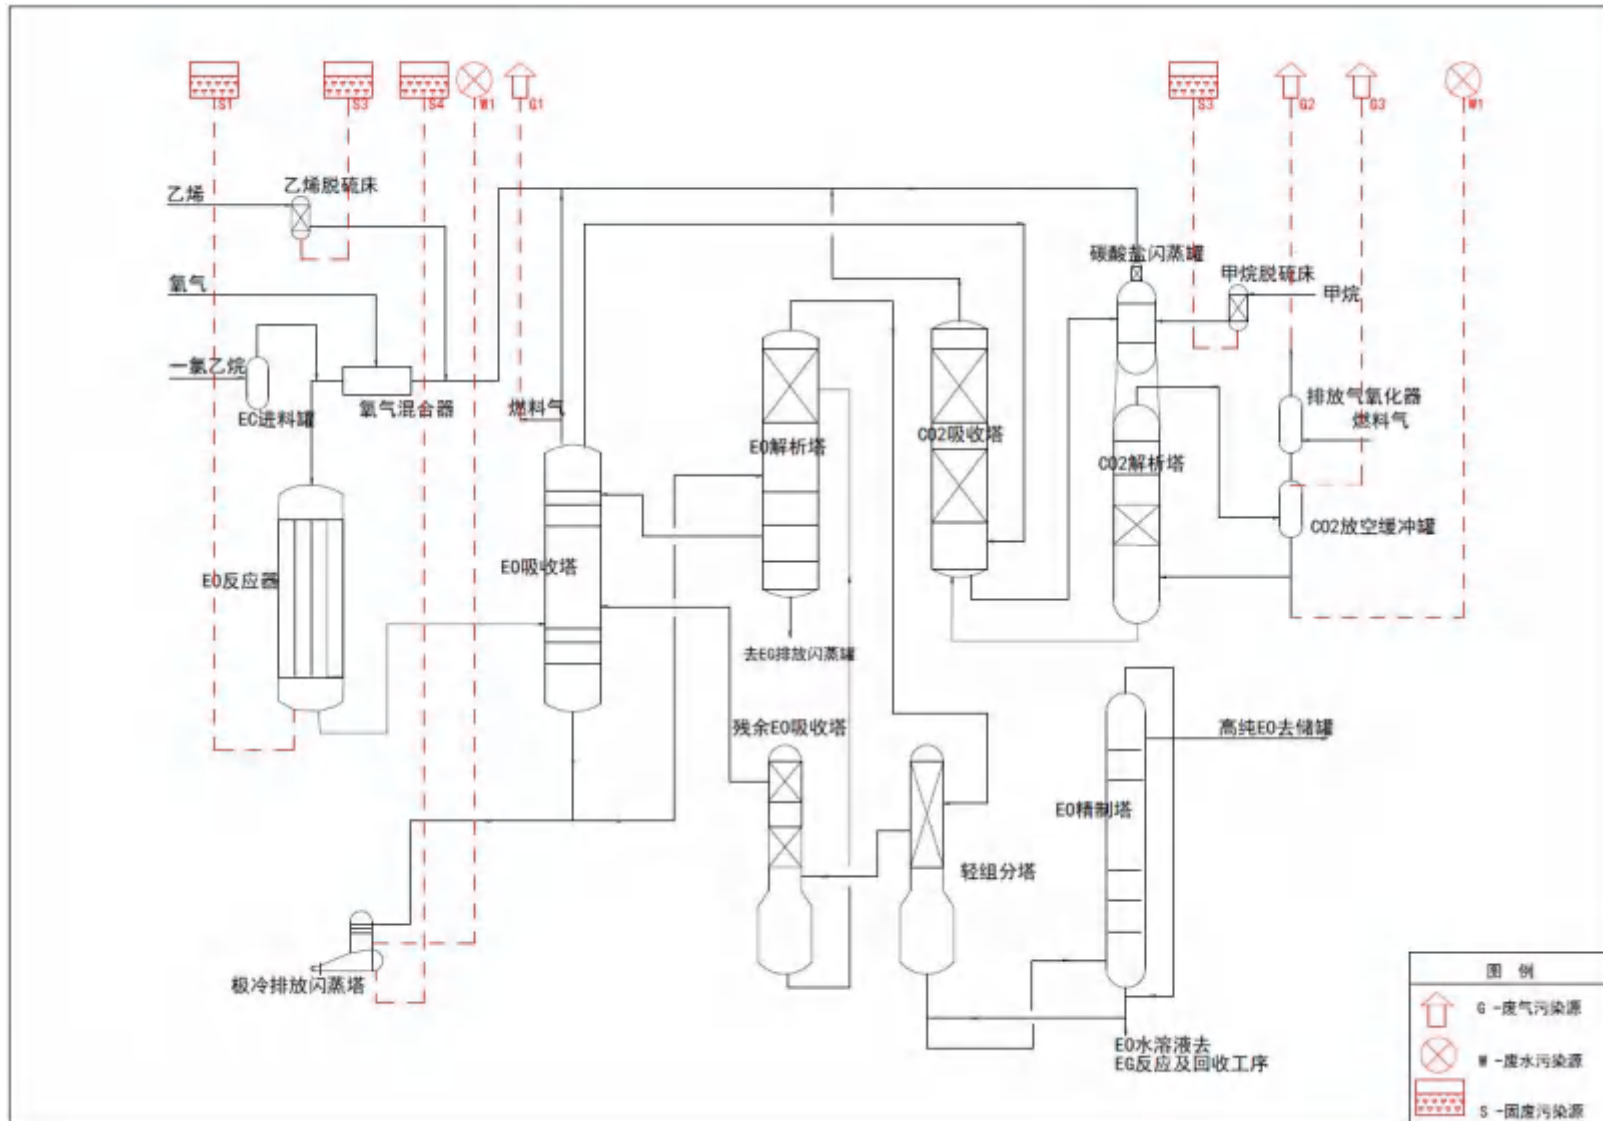 S1
S3
S4
W1
G1
S3
G2
G3
W1
乙烯
乙烯脱硫床
氧气
一氯乙烷
EC进料罐
氧气混合器
燃料气
碳酸盐闪蒸罐
甲烷脱硫床
甲烷
EO解析塔
CO2吸收塔
CO2解析塔
排放气氧化器
燃料气
CO2放空缓冲罐
EO反应器
EO吸收塔
去EG排放闪蒸罐
残余EO吸收塔
高纯EO去储罐
EO精制塔
轻组分塔
极冷排放闪蒸塔
EO水溶液去
EG反应及回收工序
图 例
G -废气污染源
W -废水污染源
S -固废污染源